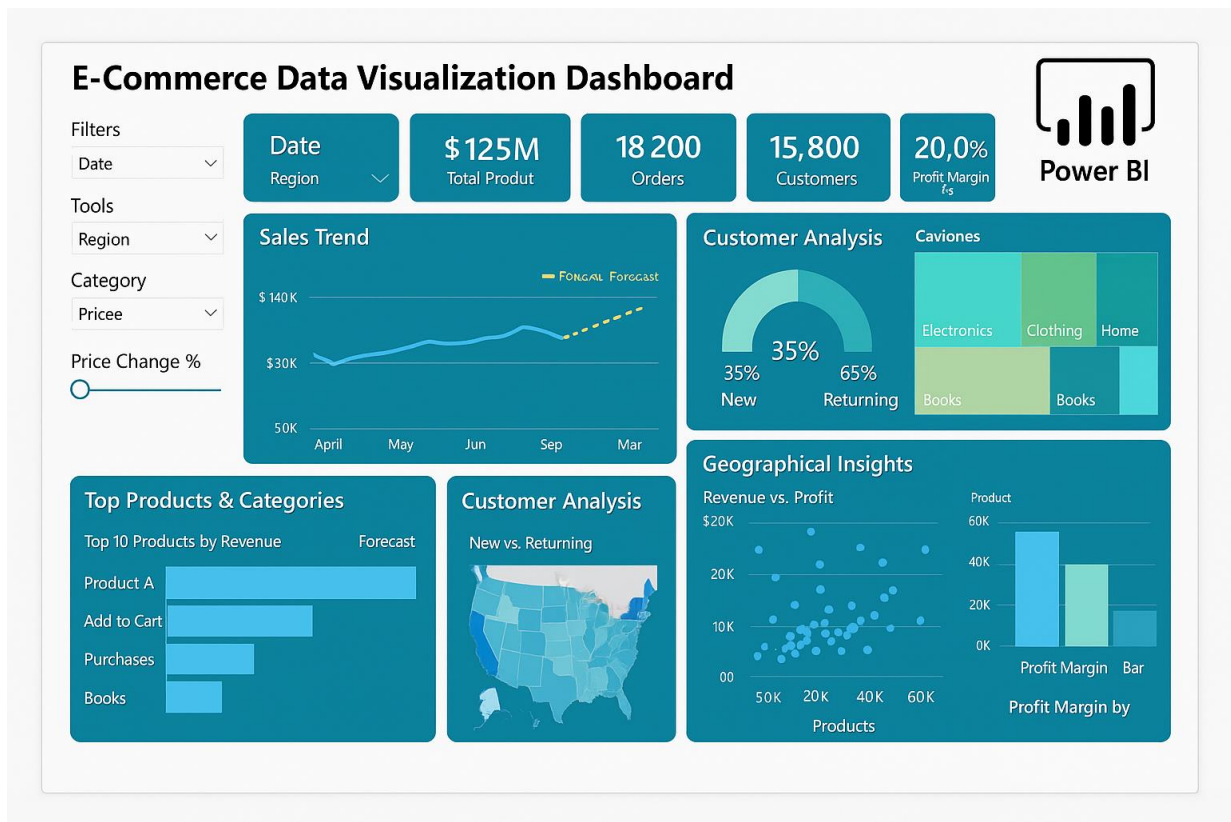 E-Commerce Data Visualization Dashboard
Power BI
Filters
Date
Tools
Region
Category
Pricee
Price Change %
Date
Region
$125M
Total Produt
18 200
Orders
15,800
Customers
20,0%
Profit Margin
Sales Trend
Forecast
$ 140K
$30K
50K
April May Jun Sep Mar
Customer Analysis
35%
35% 65%
New Returning
Caviones
Electronics Clothing Home
Books Books
Top Products & Categories
Top 10 Products by Revenue Forecast
Product A
Add to Cart
Purchases
Books
Customer Analysis
New vs. Returning
Geographical Insights
Revenue vs. Profit
$20K
20K
10K
00
50K 20K 40K 60K
Products
Product
60K
40K
20K
0K
Profit Margin Bar
Profit Margin by